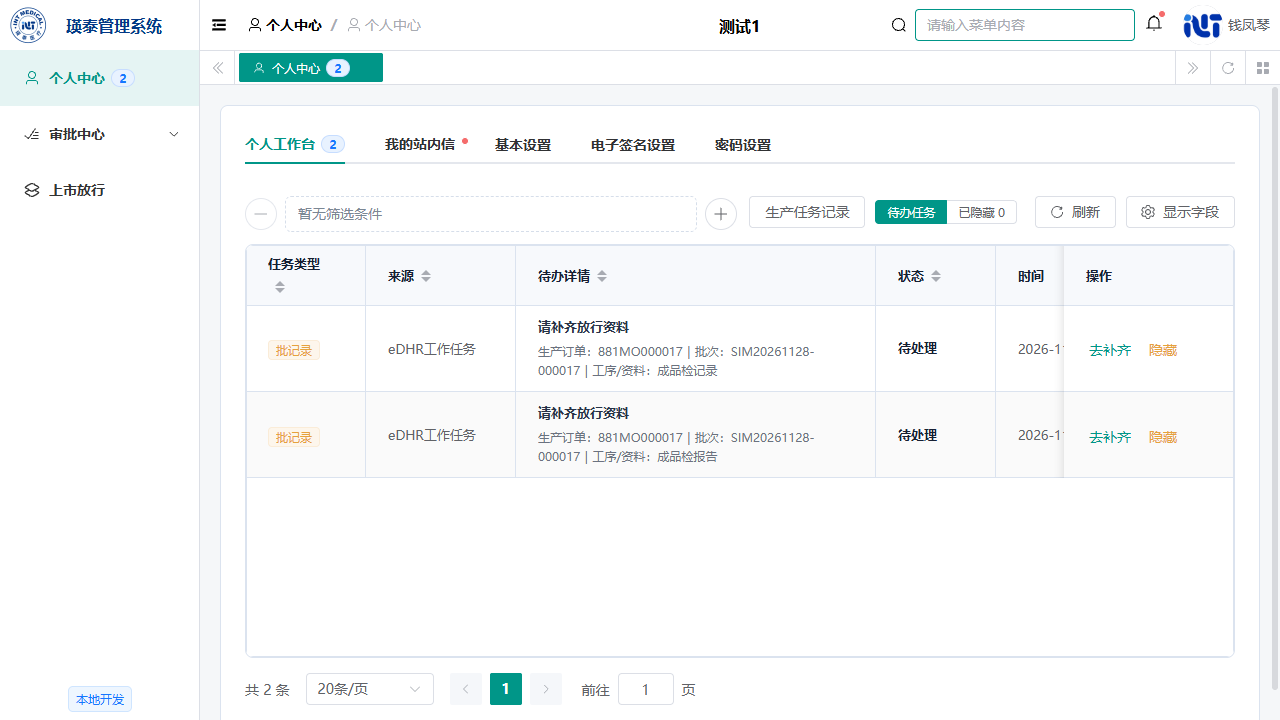 瑛泰管理系统
个人中心 / 个人中心
测试1
请输入菜单内容
钱凤琴
个人中心 2
审批中心
上市放行
本地开发
个人中心 2
个人工作台 2
我的站内信
基本设置
电子签名设置
密码设置
暂无筛选条件
生产任务记录
待办任务
已隐藏 0
刷新
显示字段
任务类型
来源
待办详情
状态
时间
操作
批记录
eDHR工作任务
请补齐放行资料
生产订单：881MO000017 | 批次：SIM20261128-
000017 | 工序/资料：成品检记录
待处理
2026-1
去补齐
隐藏
批记录
eDHR工作任务
请补齐放行资料
生产订单：881MO000017 | 批次：SIM20261128-
000017 | 工序/资料：成品检报告
待处理
2026-1
去补齐
隐藏
共 2 条
20条/页
1
前往 1 页